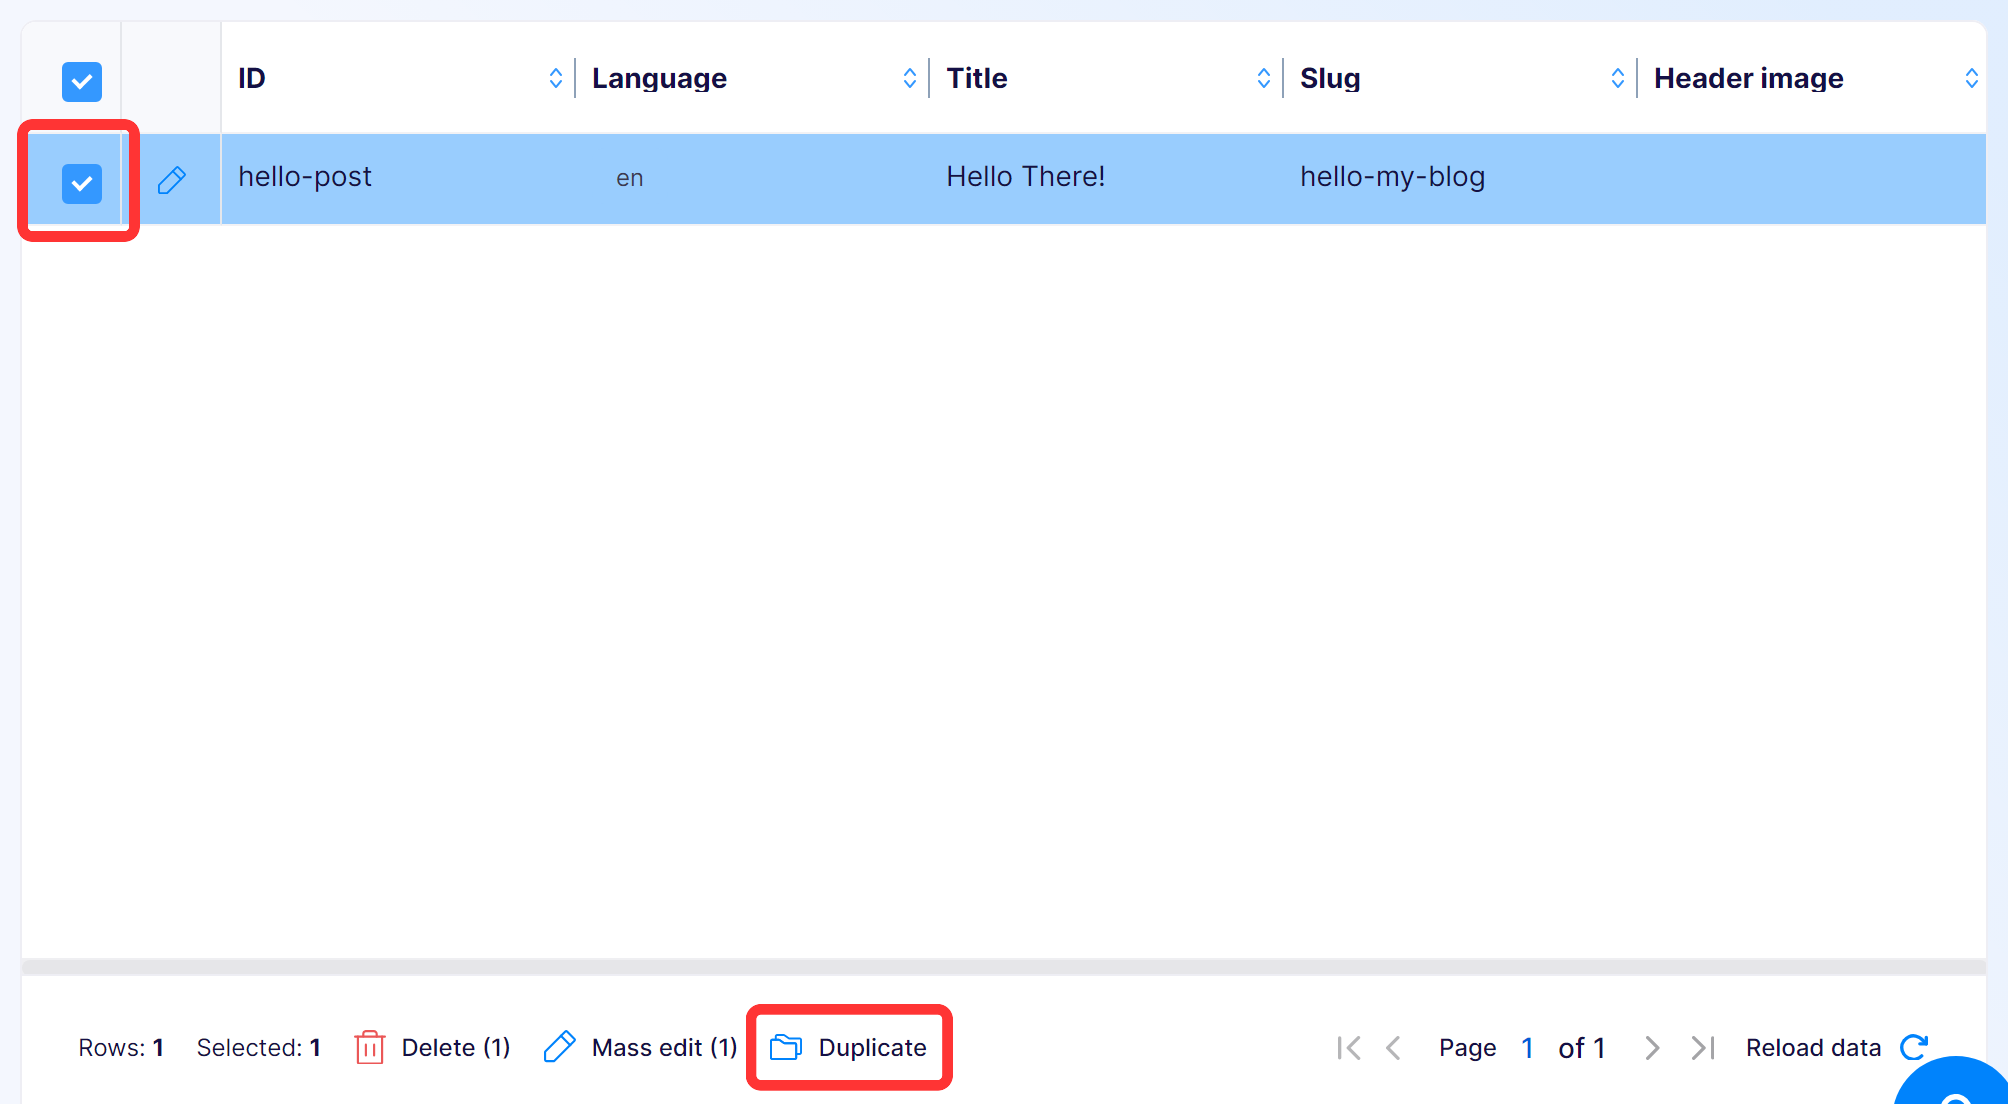 ID Language Title Slug Header image
hello-post en Hello There! hello-my-blog
Rows: 1 Selected: 1 Delete (1) Mass edit (1) Duplicate Page 1 of 1 Reload data